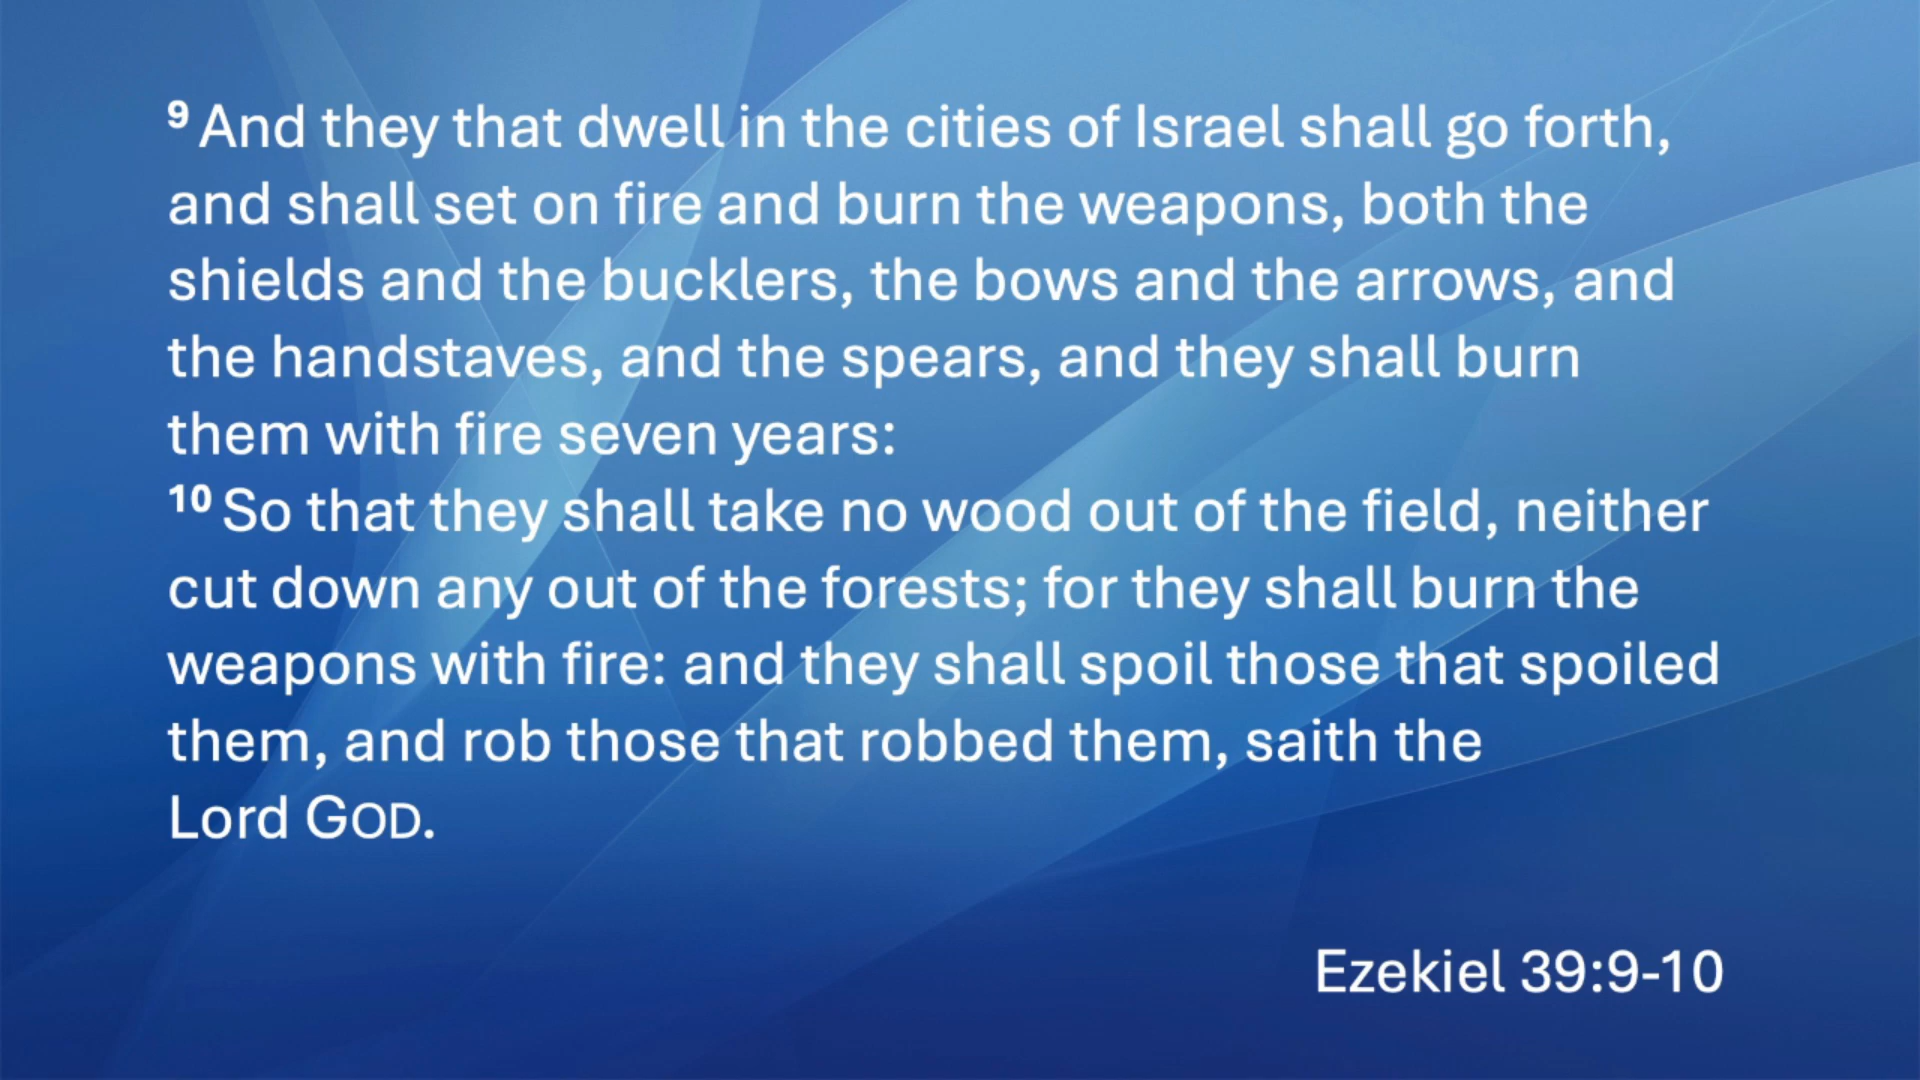 9 And they that dwell in the cities of Israel shall go forth,
and shall set on fire and burn the weapons, both the
shields and the bucklers, the bows and the arrows, and
the handstaves, and the spears, and they shall burn
them with fire seven years:
10 So that they shall take no wood out of the field, neither
cut down any out of the forests; for they shall burn the
weapons with fire: and they shall spoil those that spoiled
them, and rob those that robbed them, saith the
Lord GOD.
Ezekiel 39:9-10